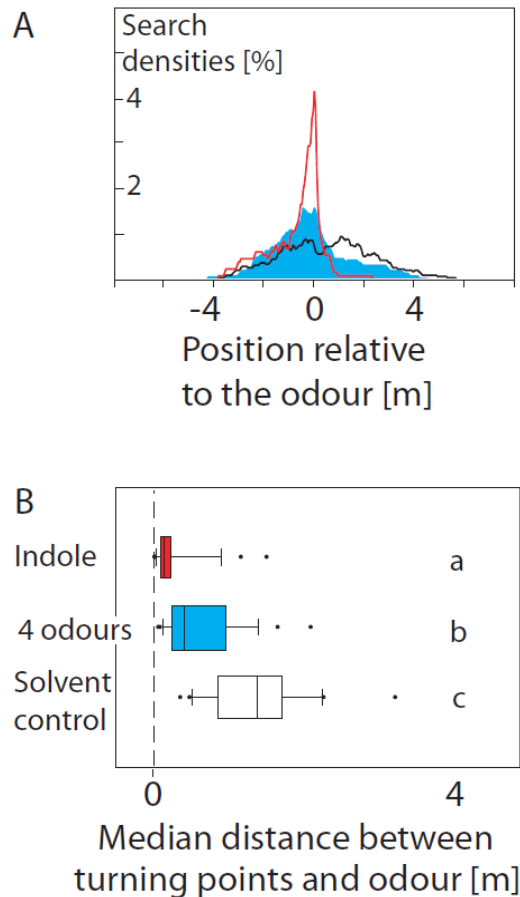 A
Search
densities [%]
4
2
-4 0 4
Position relative
to the odour [m]
B
Indole a
4 odours b
Solvent
control c
0 4
Median distance between
turning points and odour [m]